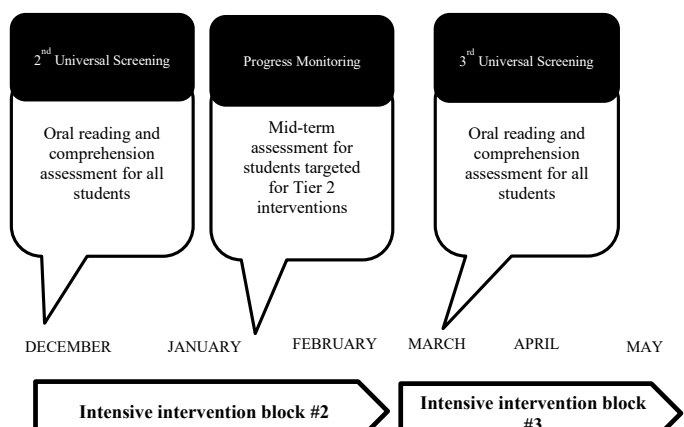 2nd Universal Screening
Oral reading and
comprehension
assessment for all
students
Progress Monitoring
Mid-term
assessment for
students targeted
for Tier 2
interventions
3rd Universal Screening
Oral reading and
comprehension
assessment for all
students
DECEMBER JANUARY FEBRUARY MARCH APRIL MAY
Intensive intervention block #2
Intensive intervention block
#3